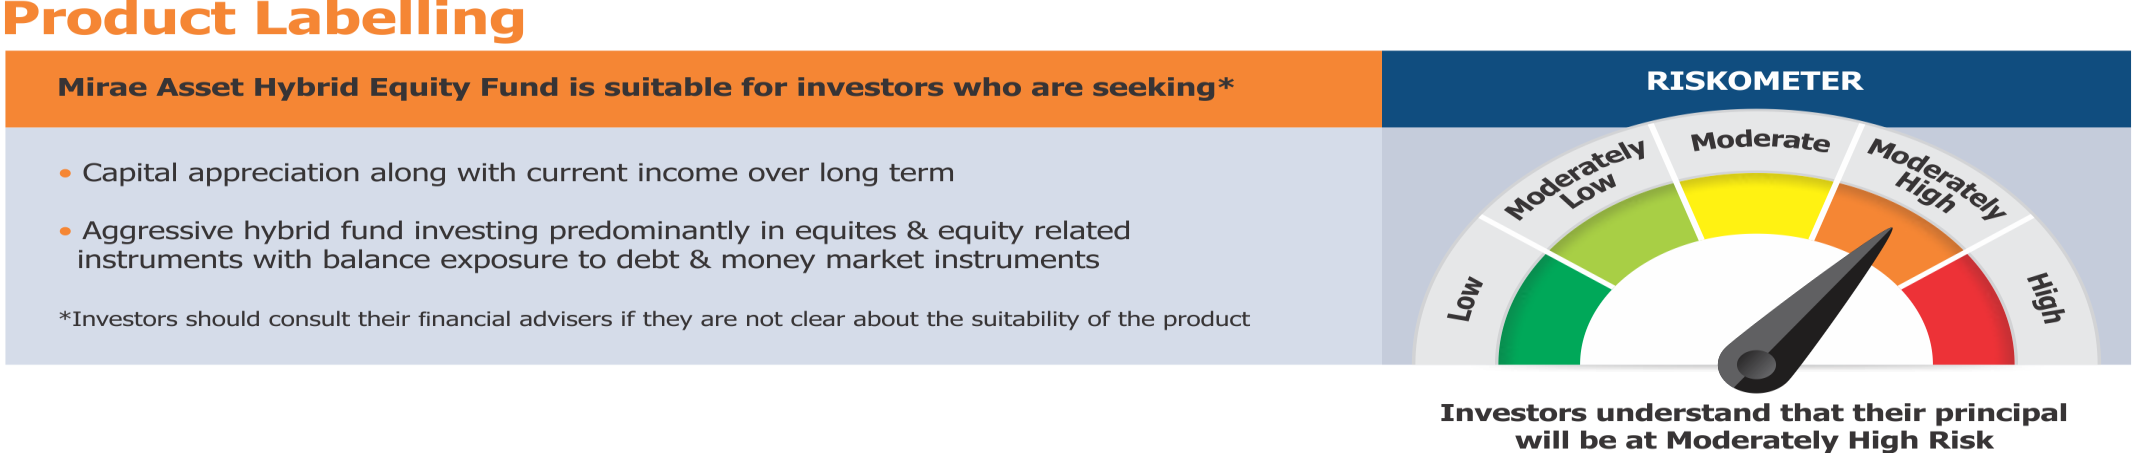 Product Labelling
Mirae Asset Hybrid Equity Fund is suitable for investors who are seeking*
• Capital appreciation along with current income over long term
• Aggressive hybrid fund investing predominantly in equites & equity related
instruments with balance exposure to debt & money market instruments
*Investors should consult their financial advisers if they are not clear about the suitability of the product
RISKOMETER
Low
Moderately
Low
Moderate
Moderately
High
High
Investors understand that their principal
will be at Moderately High Risk